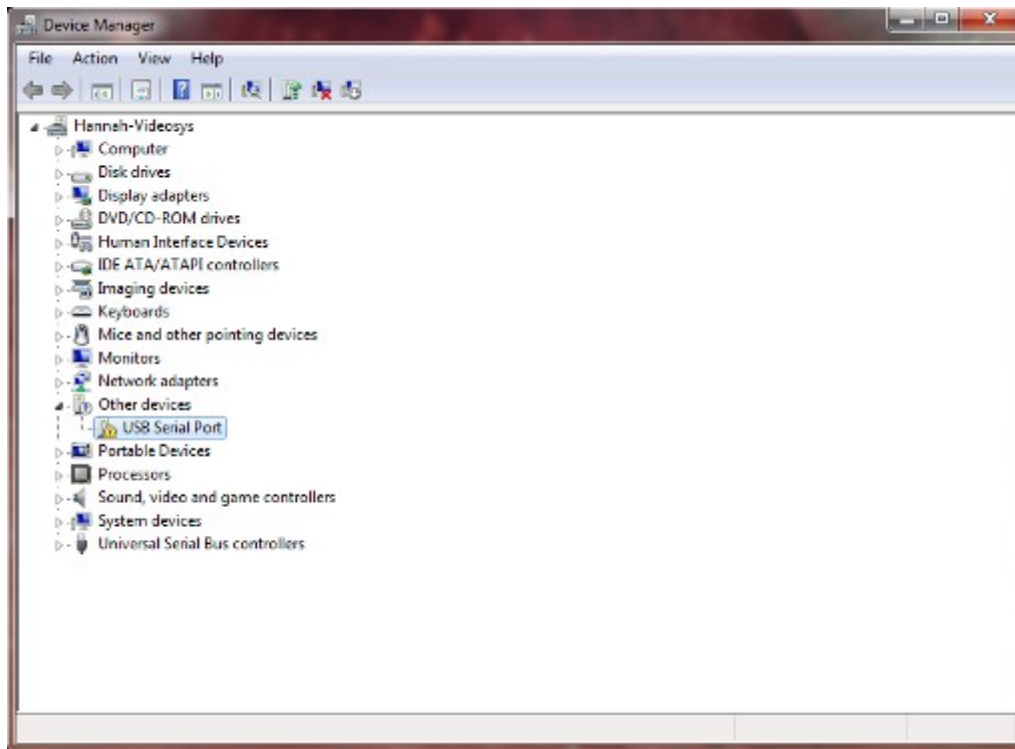 Device Manager
File Action View Help
Hannah-Videosys
Computer
Disk drives
Display adapters
DVD/CD-ROM drives
Human Interface Devices
IDE ATA/ATAPI controllers
Imaging devices
Keyboards
Mice and other pointing devices
Monitors
Network adapters
Other devices
USB Serial Port
Portable Devices
Processors
Sound, video and game controllers
System devices
Universal Serial Bus controllers